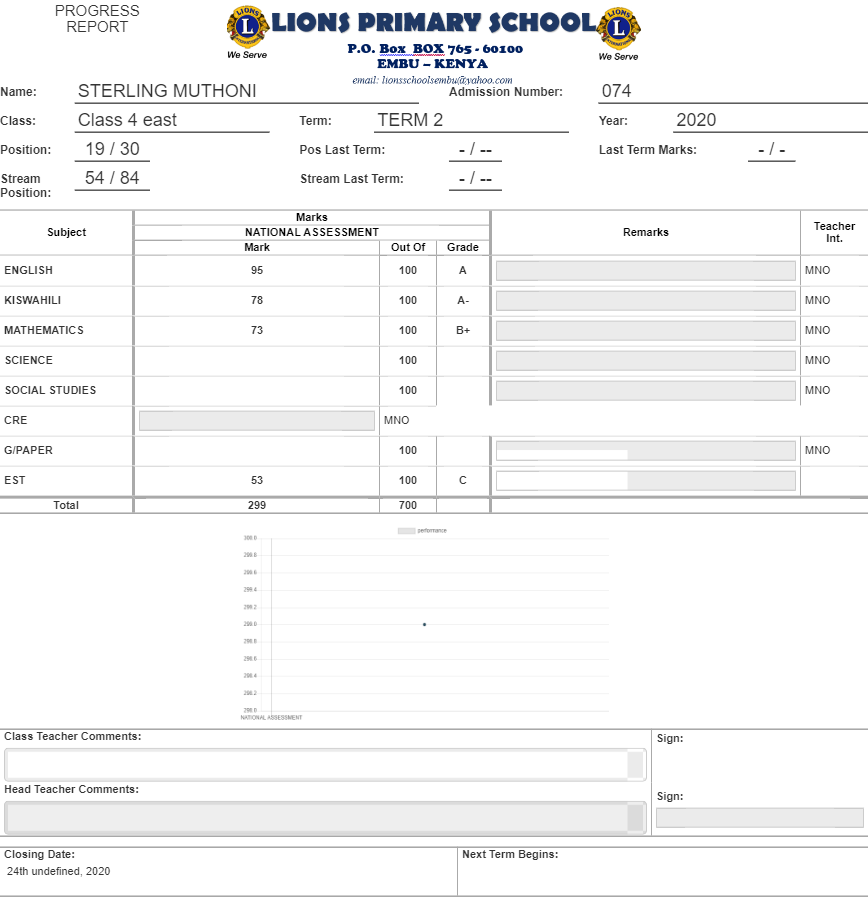 PROGRESS
REPORT
LIONS
L
INTERNATIONAL
We Serve
LIONS PRIMARY SCHOOL
P.O. Box BOX 765 - 60100
EMBU – KENYA
email: lionsschoolsembu@yahoo.com
LIONS
L
INTERNATIONAL
We Serve
Name: STERLING MUTHONI Admission Number: 074
Class: Class 4 east Term: TERM 2 Year: 2020
Position: 19 / 30 Pos Last Term: - / -- Last Term Marks: - / -
Stream Position: 54 / 84 Stream Last Term: - / --
Subject Marks Remarks Teacher Int.
NATIONAL ASSESSMENT
Mark Out Of Grade
ENGLISH 95 100 A MNO
KISWAHILI 78 100 A- MNO
MATHEMATICS 73 100 B+ MNO
SCIENCE 100 MNO
SOCIAL STUDIES 100 MNO
CRE MNO
G/PAPER 100 MNO
EST 53 100 C
Total 299 700
performance
300.0
299.8
299.6
299.4
299.2
299.0
298.8
298.6
298.4
298.2
298.0
NATIONAL ASSESSMENT
Class Teacher Comments: Sign:
Head Teacher Comments: Sign:
Closing Date: Next Term Begins:
24th undefined, 2020